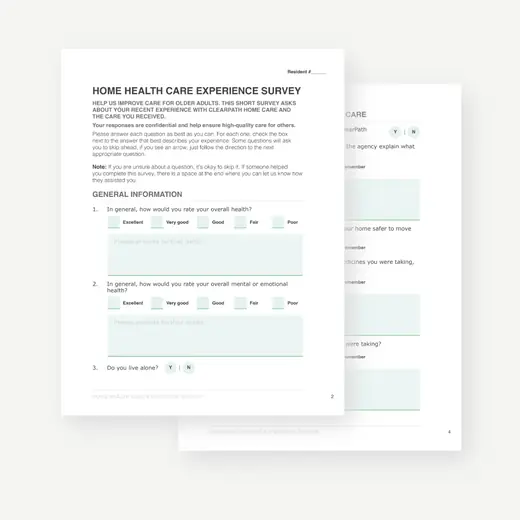 Resident #_____
HOME HEALTH CARE EXPERIENCE SURVEY
HELP US IMPROVE CARE FOR OLDER ADULTS. THIS SHORT SURVEY ASKS
ABOUT YOUR RECENT EXPERIENCE WITH CLEARPATH HOME CARE AND
THE CARE YOU RECEIVED.
Your responses are confidential and help ensure high-quality care for others.
Please answer each question as best as you can. For each one, check the box
next to the answer that best describes your experience. Some questions will ask
you to skip ahead, if you see an arrow, just follow the direction to the next
appropriate question.
Note: If you are unsure about a question, it's okay to skip it. If someone helped
you complete this survey, there is a space at the end where you can let us know how
they assisted you.
GENERAL INFORMATION
1. In general, how would you rate your overall health?
Excellent Very good Good Fair Poor
2. In general, how would you rate your overall mental or emotional
health?
Excellent Very good Good Fair Poor
3. Do you live alone? Y | N
2
CARE
Y | N
the agency explain what
your home safer to move
you were taking,
were taking?
4